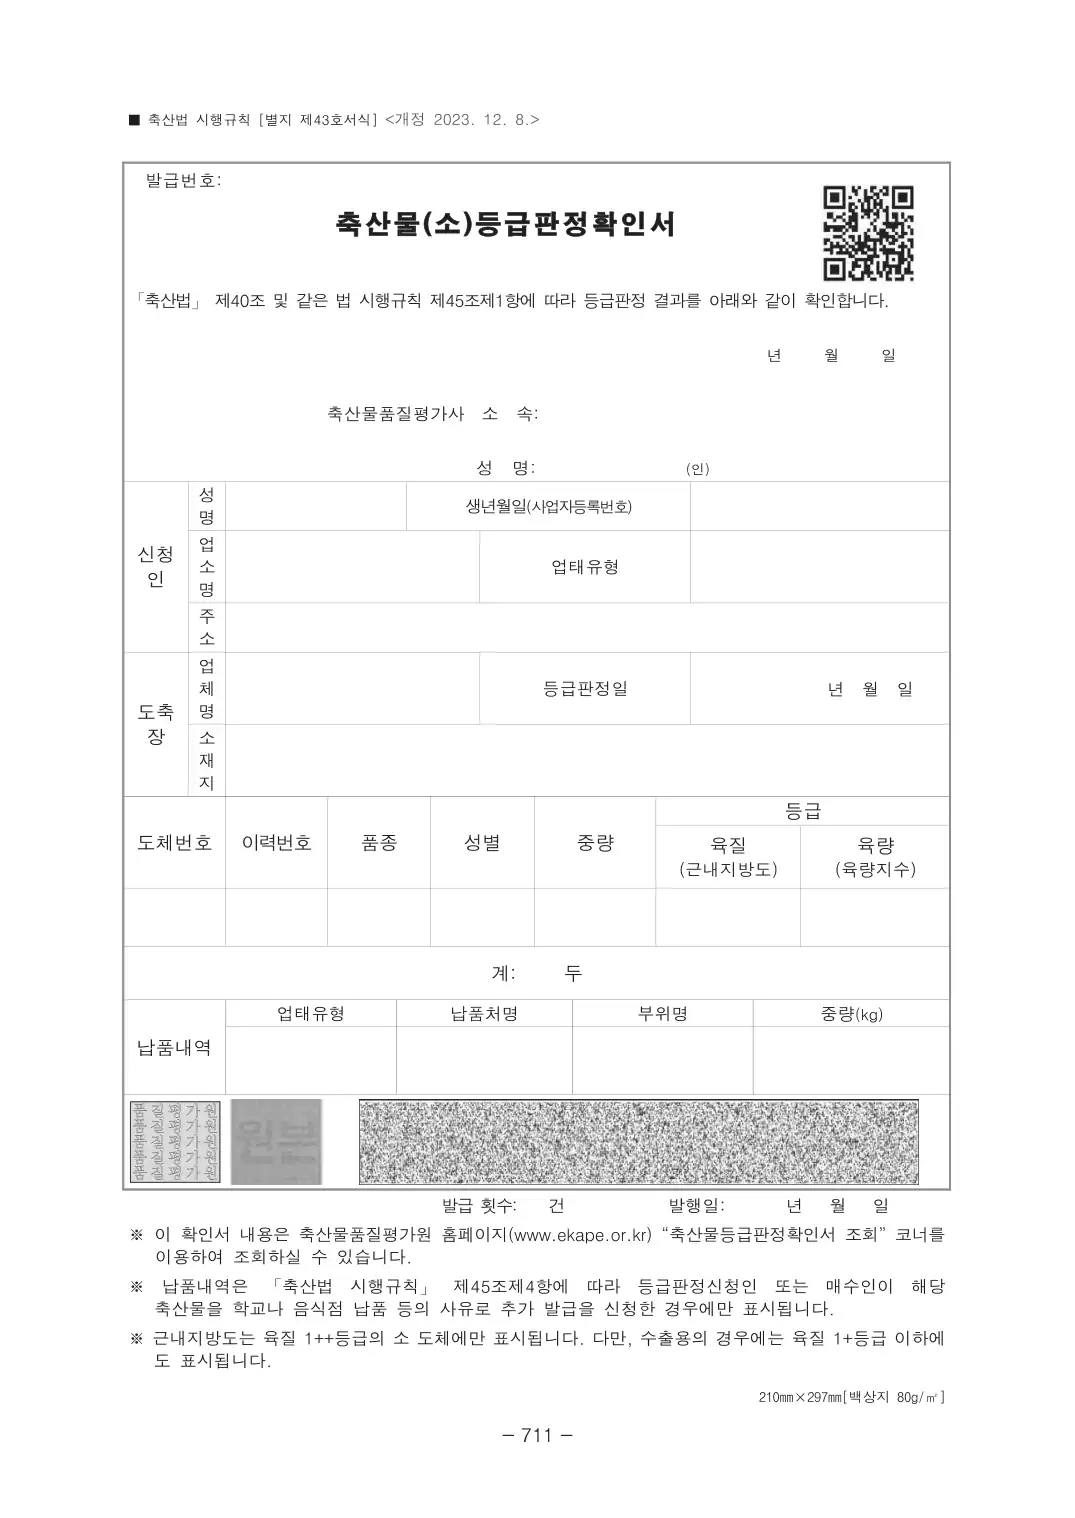 ■ 축산법 시행규칙 [별지 제43호서식] <개정 2023. 12. 8.>
발급번호:
축산물(소)등급판정확인서
「축산법」 제40조 및 같은 법 시행규칙 제45조제1항에 따라 등급판정 결과를 아래와 같이 확인합니다.
년 월 일
축산물품질평가사 소 속:
성 명: (인)
신청인
성명
생년월일(사업자등록번호)
업소명
업태유형
주소
도축장
업체명
등급판정일
년 월 일
소재지
도체번호 이력번호 품종 성별 중량
등급
육질
(근내지방도)
육량
(육량지수)
계: 두
납품내역
업태유형 납품처명 부위명 중량(kg)
품질평가원
품질평가원
품질평가원
품질평가원
품질평가원
원본
발급 횟수: 건 발행일: 년 월 일
※ 이 확인서 내용은 축산물품질평가원 홈페이지(www.ekape.or.kr) “축산물등급판정확인서 조회” 코너를
이용하여 조회하실 수 있습니다.
※ 납품내역은 「축산법 시행규칙」 제45조제4항에 따라 등급판정신청인 또는 매수인이 해당
축산물을 학교나 음식점 납품 등의 사유로 추가 발급을 신청한 경우에만 표시됩니다.
※ 근내지방도는 육질 1++등급의 소 도체에만 표시됩니다. 다만, 수출용의 경우에는 육질 1+등급 이하에
도 표시됩니다.
210㎜×297㎜[백상지 80g/㎡]
- 711 -